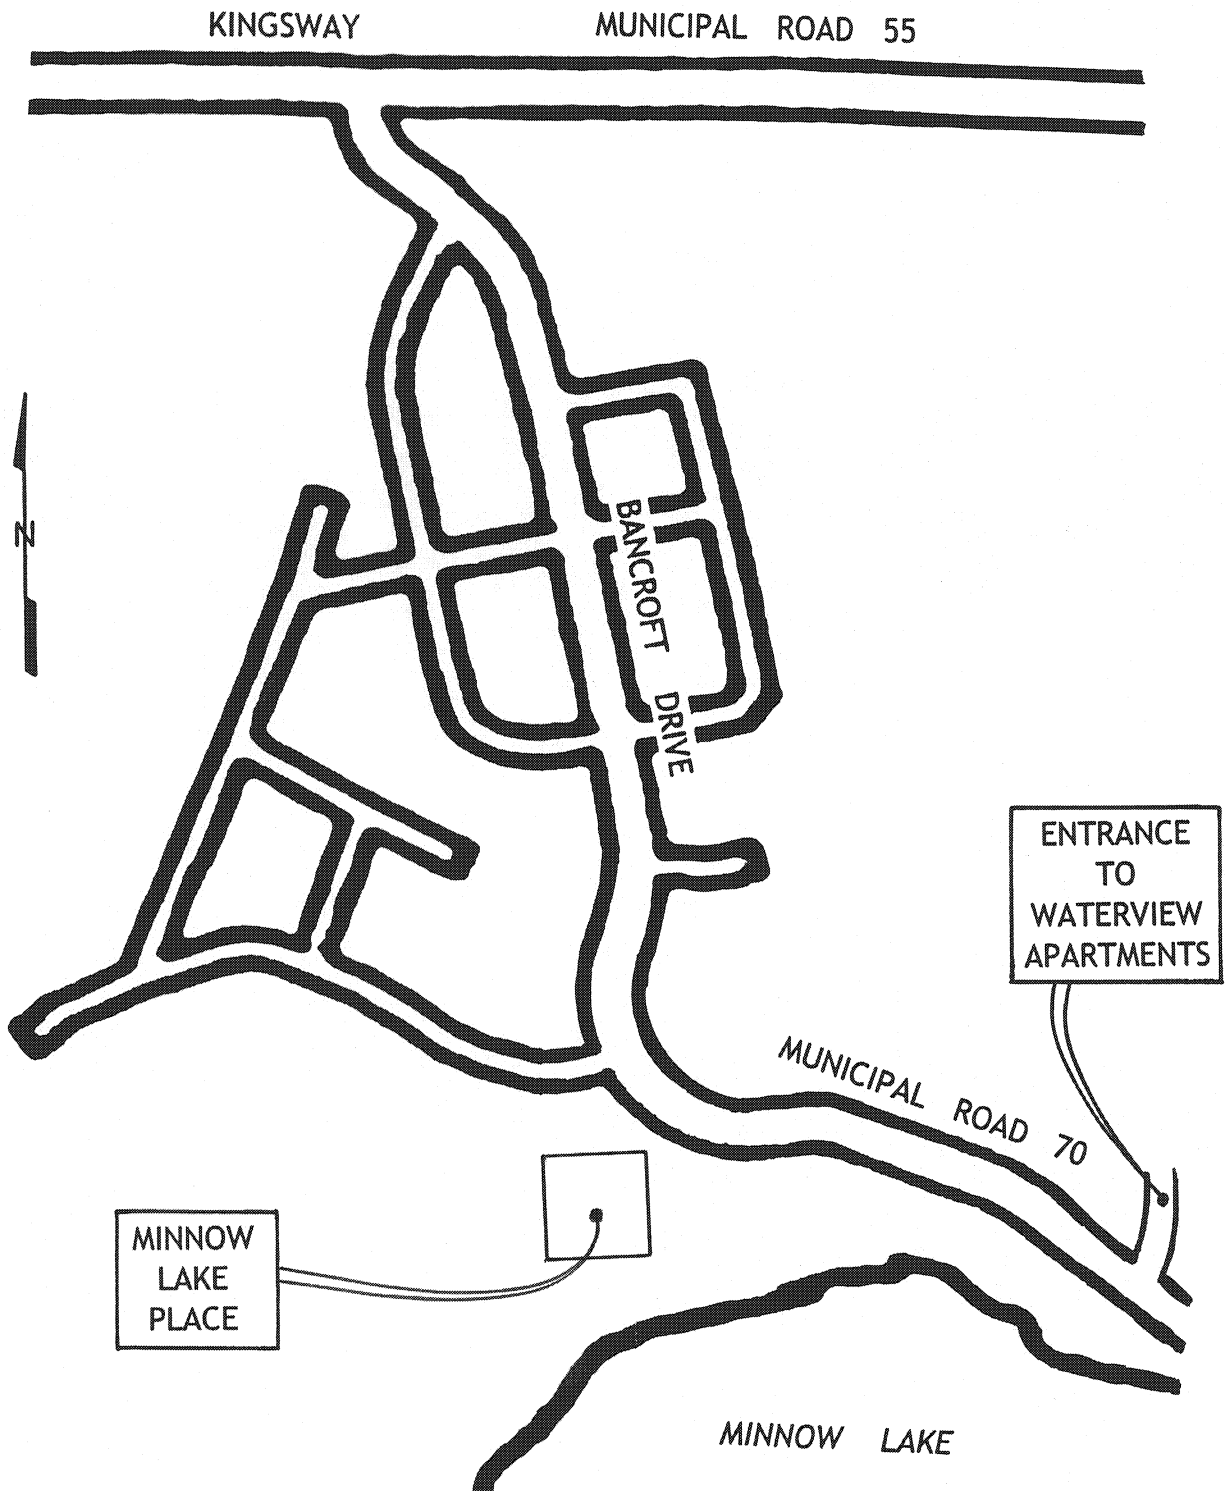 KINGSWAY MUNICIPAL ROAD 55
N
BANCROFT DRIVE
ENTRANCE
TO
WATERVIEW
APARTMENTS
MUNICIPAL ROAD 70
MINNOW
LAKE
PLACE
MINNOW LAKE